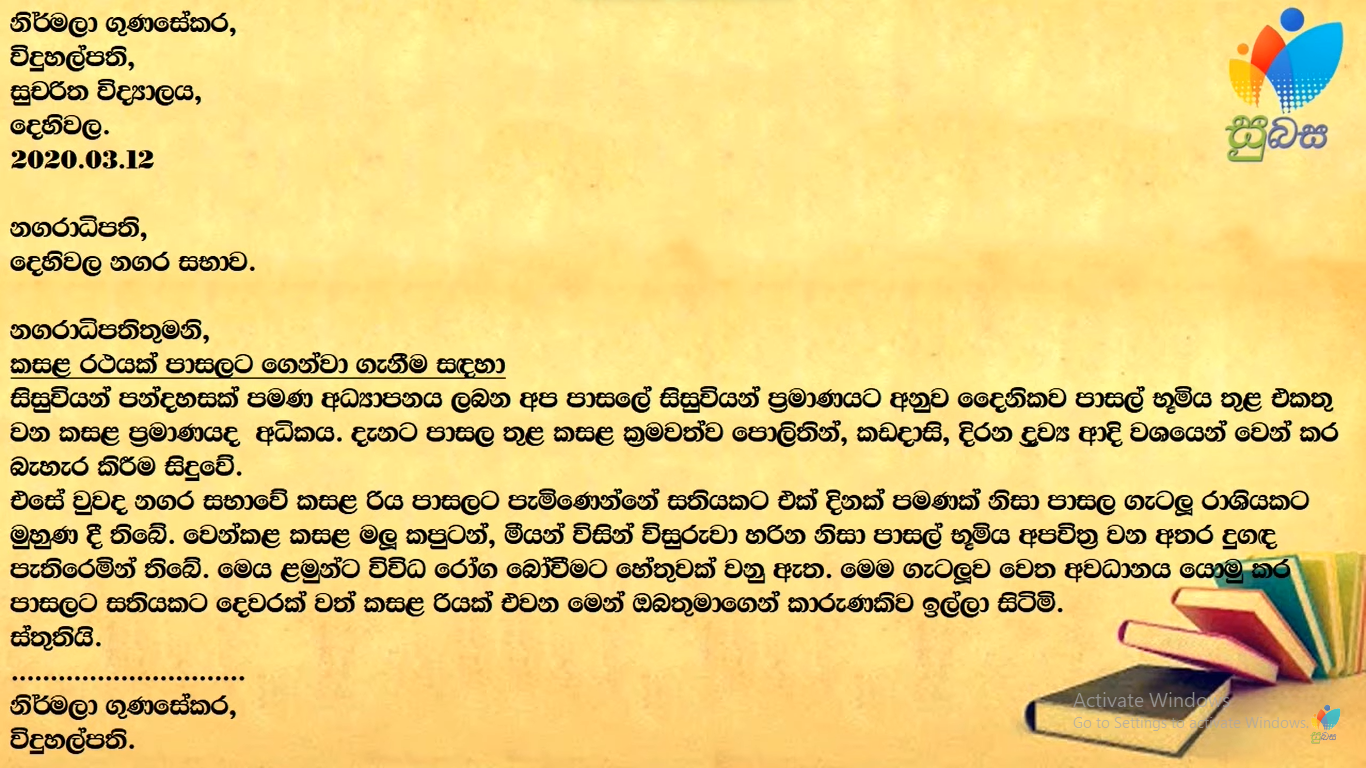 නිර්මලා ගුණසේකර,
විදුහල්පති,
සුචරිත විද්‍යාලය,
දෙහිවල.
2020.03.12
සුබස
නගරාධිපති,
දෙහිවල නගර සභාව.
නගරාධිපතිතුමනි,
කසළ රථයක් පාසලට ගෙන්වා ගැනීම සඳහා
සිසුවියන් පන්දහසක් පමණ අධ්‍යාපනය ලබන අප පාසලේ සිසුවියන් ප්‍රමාණයට අනුව දෛනිකව පාසල් භූමිය තුළ එකතු
වන කසළ ප්‍රමාණයද අධිකය. දැනට පාසල තුළ කසළ ක්‍රමවත්ව පොලිතින්, කඩදාසි, දිරන ද්‍රව්‍ය ආදි වශයෙන් වෙන් කර
බැහැර කිරීම සිදුවේ.
එසේ වුවද නගර සභාවේ කසළ රිය පාසලට පැමිණෙන්නේ සතියකට එක් දිනක් පමණක් නිසා පාසල ගැටලූ රාශියකට
මුහුණ දී තිබේ. වෙන්කළ කසළ මලූ කපුටන්, මීයන් විසින් විසුරුවා හරින නිසා පාසල් භූමිය අපවිත්‍ර වන අතර දුගඳ
පැතිරෙමින් තිබේ. මෙය ළමුන්ට විවිධ රෝග බෝවීමට හේතුවක් වනු ඇත. මෙම ගැටලූව වෙත අවධානය යොමු කර
පාසලට සතියකට දෙවරක් වත් කසළ රියක් එවන මෙන් ඔබතුමාගෙන් කාරුණකිව ඉල්ලා සිටිමි.
ස්තුතියි.
..............................
නිර්මලා ගුණසේකර,
විදුහල්පති.
Activate Windows
Go to Settings to activate Windows.
සුබස